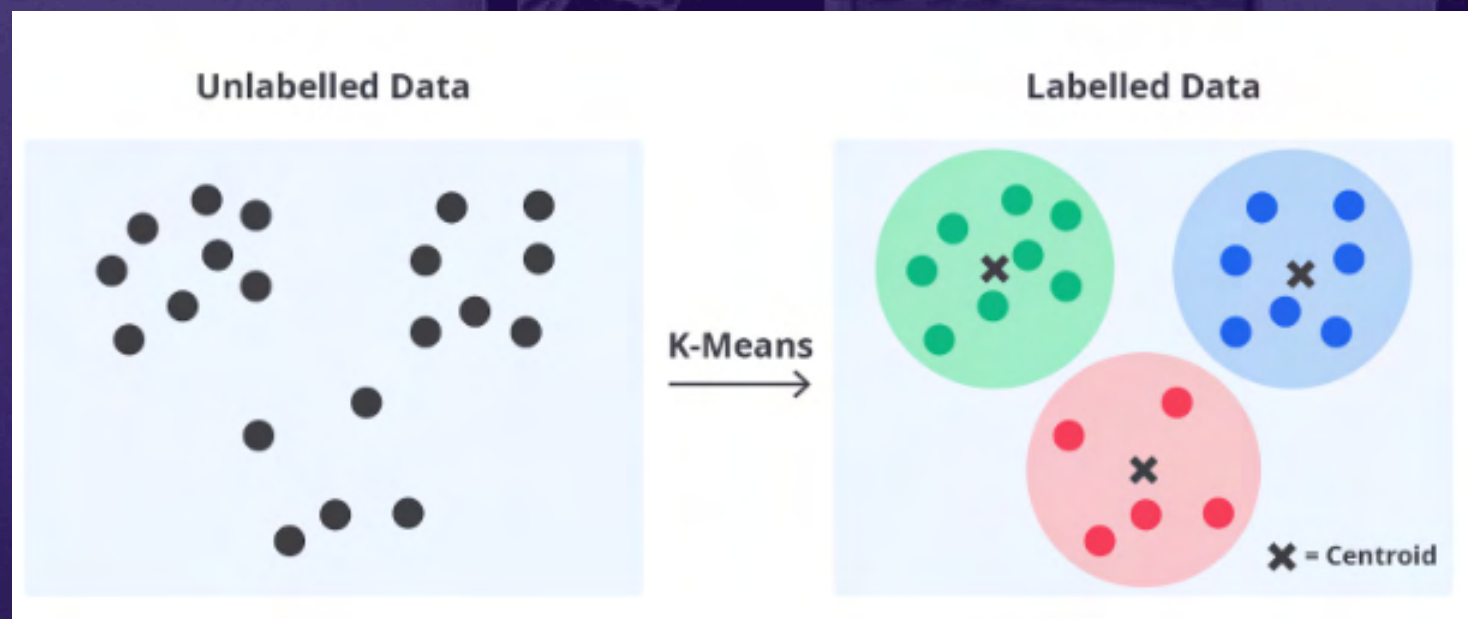 Unlabelled Data
Labelled Data
K-Means
= Centroid